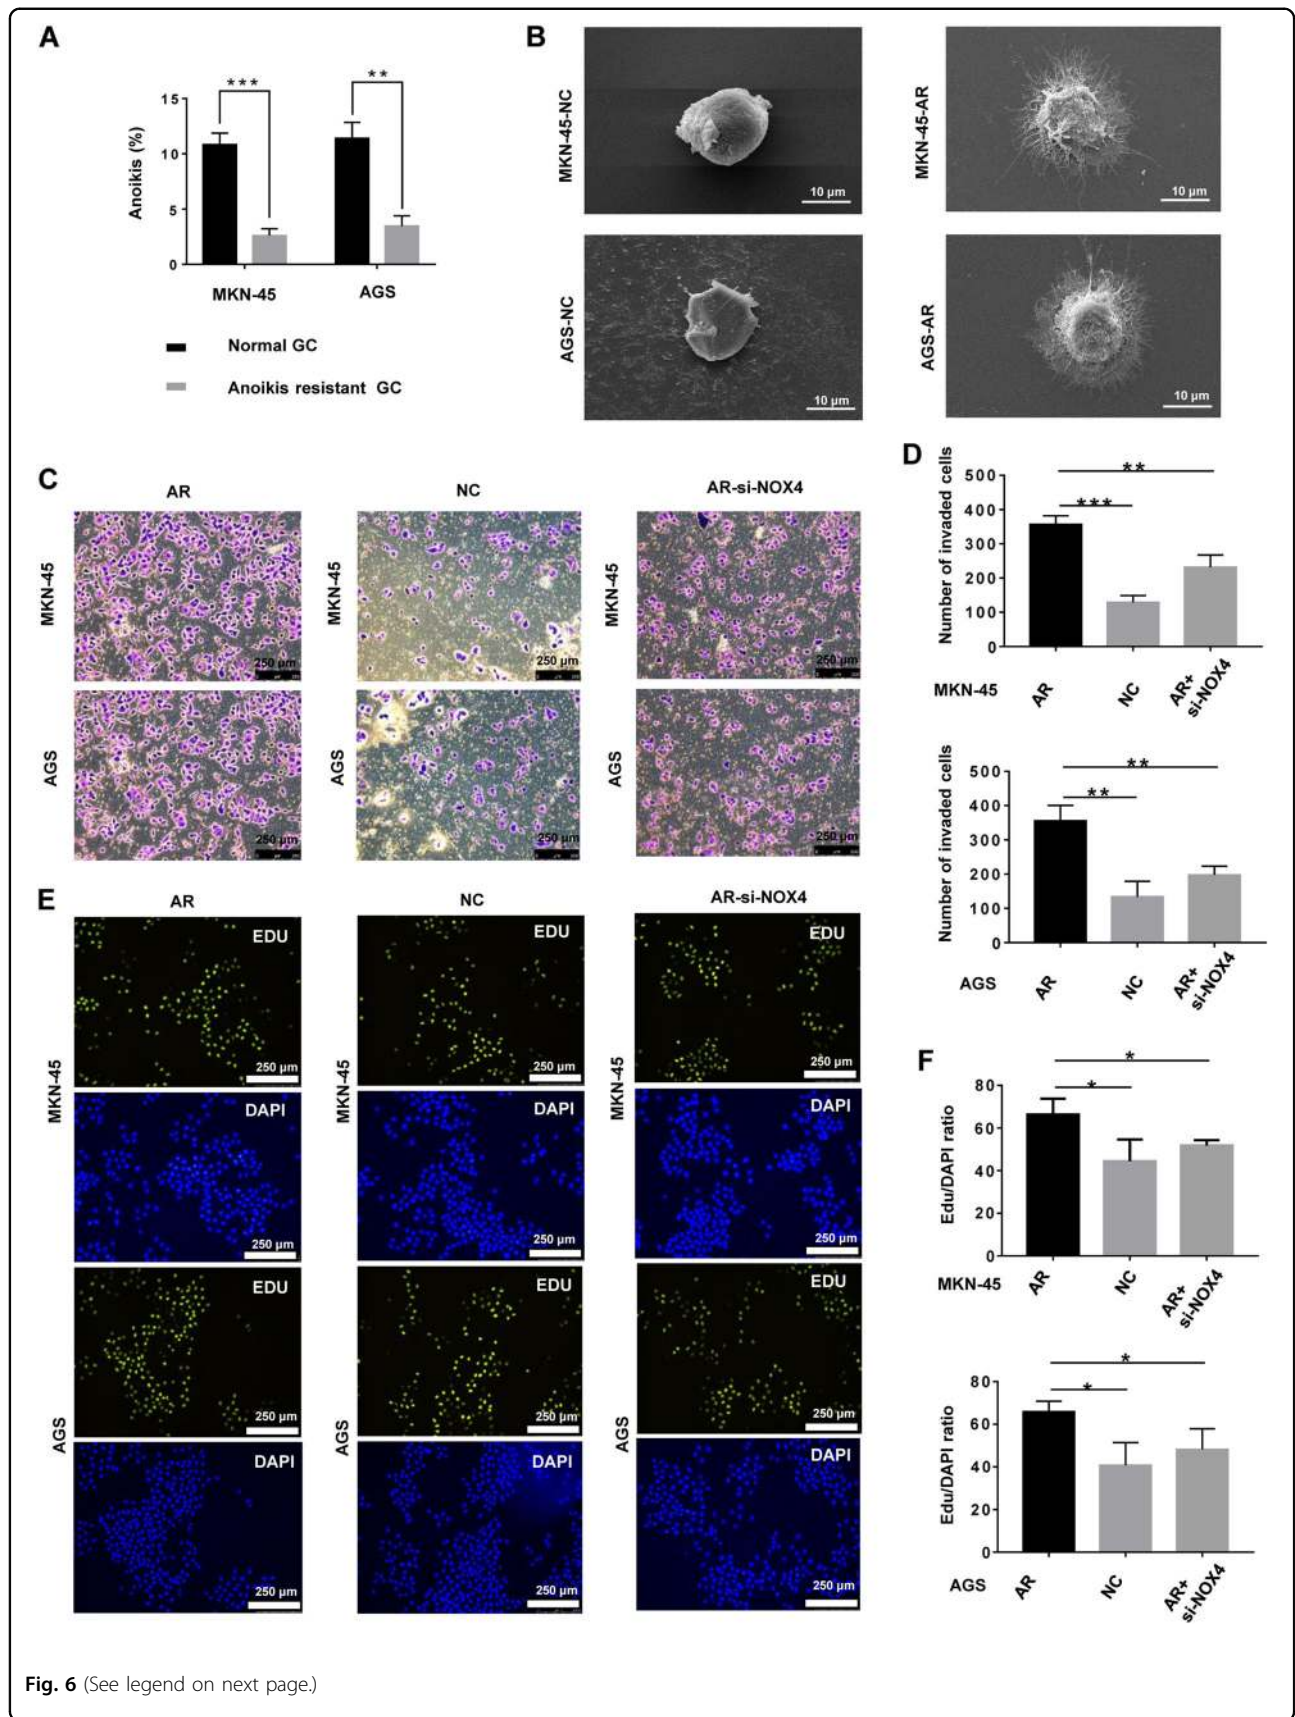 A
***
**
15
10
5
0
Anoikis (%)
MKN-45
AGS
Normal GC
Anoikis resistant GC
B
MKN-45-NC
10 µm
MKN-45-AR
10 µm
AGS-NC
10 µm
AGS-AR
10 µm
C
AR
NC
AR-si-NOX4
MKN-45
250 µm
MKN-45
250 µm
MKN-45
250 µm
AGS
250 µm
AGS
250 µm
AGS
250 µm
D
Number of invaded cells
500
400
300
200
100
0
**
***
MKN-45
AR
NC
AR+
si-NOX4
Number of invaded cells
500
400
300
200
100
0
**
**
AGS
AR
NC
AR+
si-NOX4
E
AR
NC
AR-si-NOX4
MKN-45
EDU
250 µm
DAPI
250 µm
MKN-45
EDU
250 µm
DAPI
250 µm
MKN-45
EDU
250 µm
DAPI
250 µm
AGS
EDU
250 µm
DAPI
250 µm
AGS
EDU
250 µm
DAPI
250 µm
AGS
EDU
250 µm
DAPI
250 µm
F
Edu/DAPI ratio
80
60
40
20
0
*
*
MKN-45
AR
NC
AR+
si-NOX4
Edu/DAPI ratio
80
60
40
20
0
*
*
AGS
AR
NC
AR+
si-NOX4
Fig. 6 (See legend on next page.)